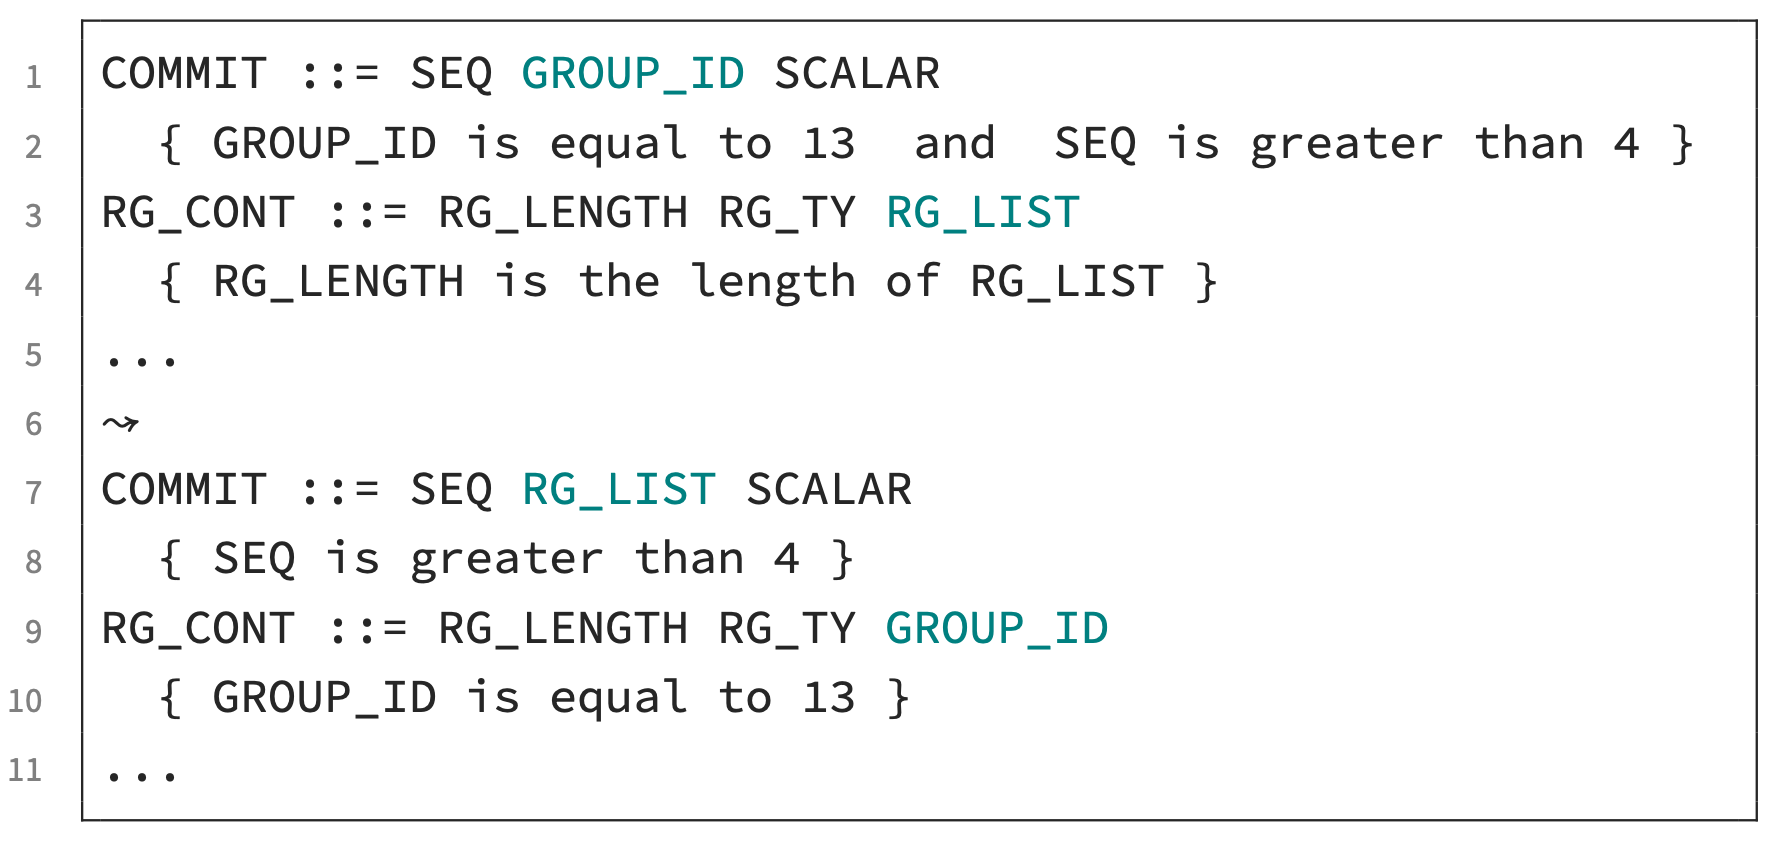 1 COMMIT ::= SEQ GROUP_ID SCALAR
2 { GROUP_ID is equal to 13 and SEQ is greater than 4 }
3 RG_CONT ::= RG_LENGTH RG_TY RG_LIST
4 { RG_LENGTH is the length of RG_LIST }
5 ...
6 ⤳
7 COMMIT ::= SEQ RG_LIST SCALAR
8 { SEQ is greater than 4 }
9 RG_CONT ::= RG_LENGTH RG_TY GROUP_ID
10 { GROUP_ID is equal to 13 }
11 ...